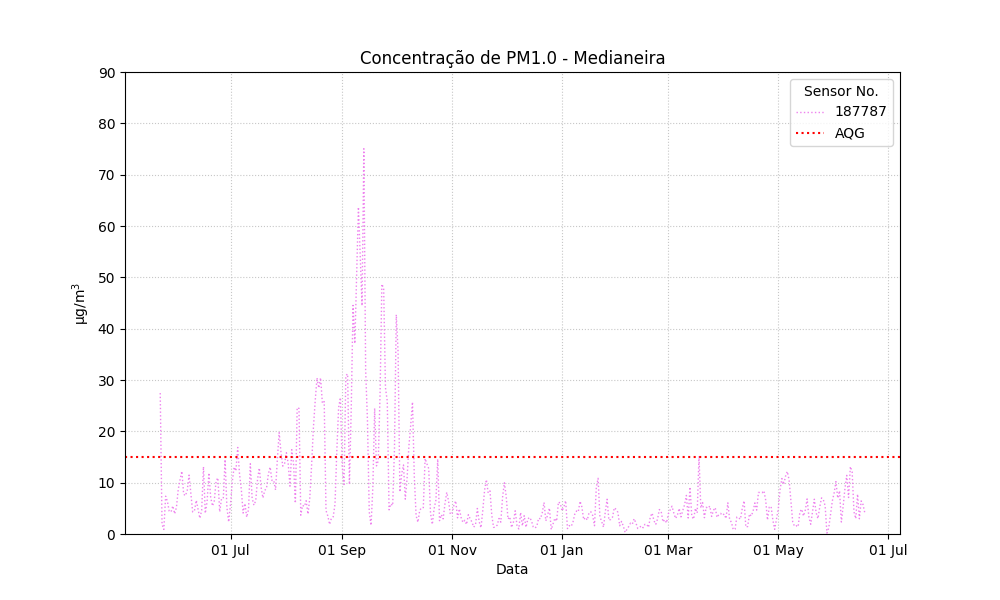 Concentração de PM1.0 - Medianeira
Sensor No.
187787
AQG
90
80
70
60
50
40
30
20
10
0
µg/m³
01 Jul
01 Sep
01 Nov
01 Jan
01 Mar
01 May
01 Jul
Data